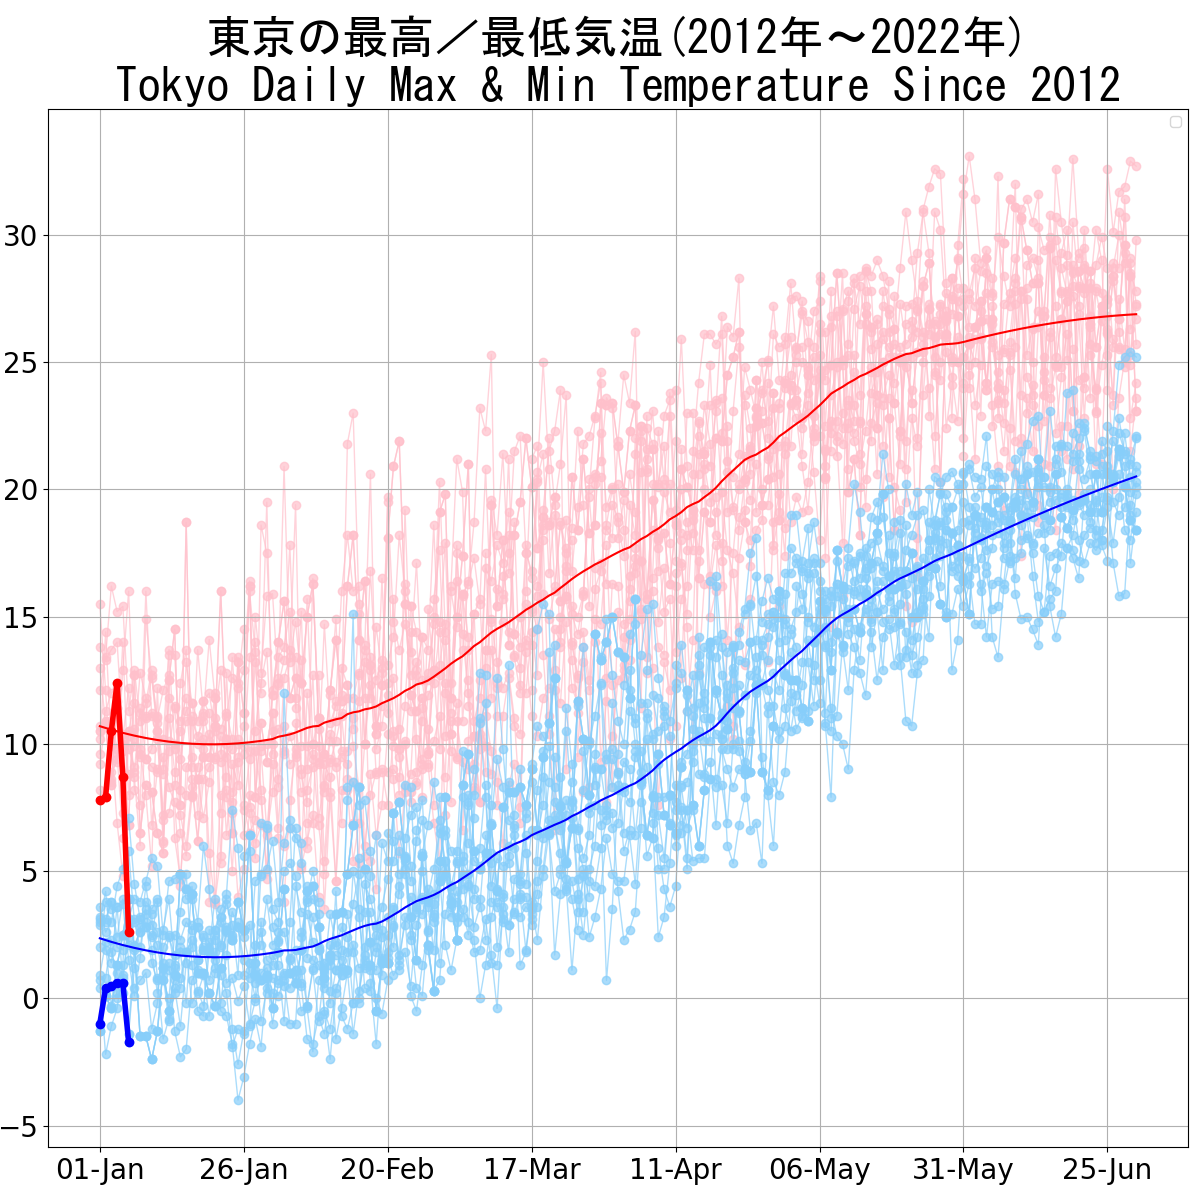 東京の最高／最低気温(2012年～2022年)
Tokyo Daily Max & Min Temperature Since 2012
30
25
20
15
10
5
0
−5
01-Jan 26-Jan 20-Feb 17-Mar 11-Apr 06-May 31-May 25-Jun